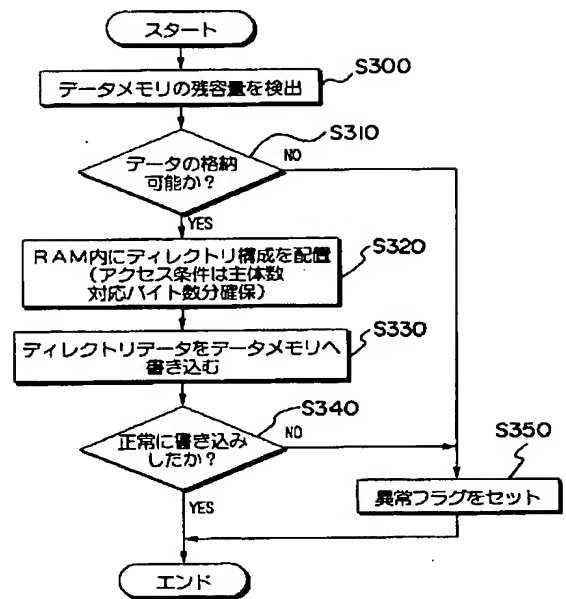 スタート
データメモリの残容量を検出
S300
データの格納
可能か?
S310
NO
YES
RAM内にディレクトリ構成を配置
(アクセス条件は主体数
対応バイト数分確保)
S320
ディレクトリデータをデータメモリへ
書き込む
S330
正常に書き込み
したか?
S340
NO
YES
異常フラグをセット
S350
エンド